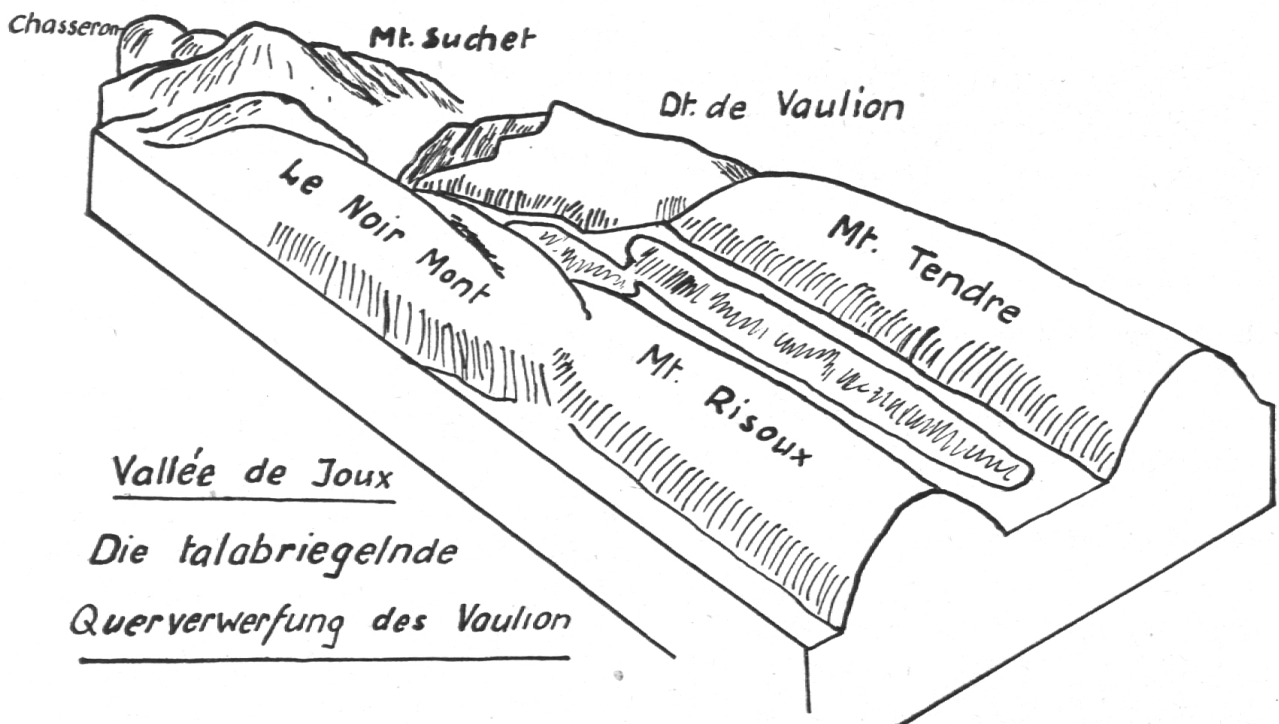 Chasseron
Mt. Suchet
Dt. de Vaulion
Le Noir Mont
Mt. Tendre
Mt. Risoux
Vallée de Joux
Die talabriegelnde
Querverwerfung des Vaulion